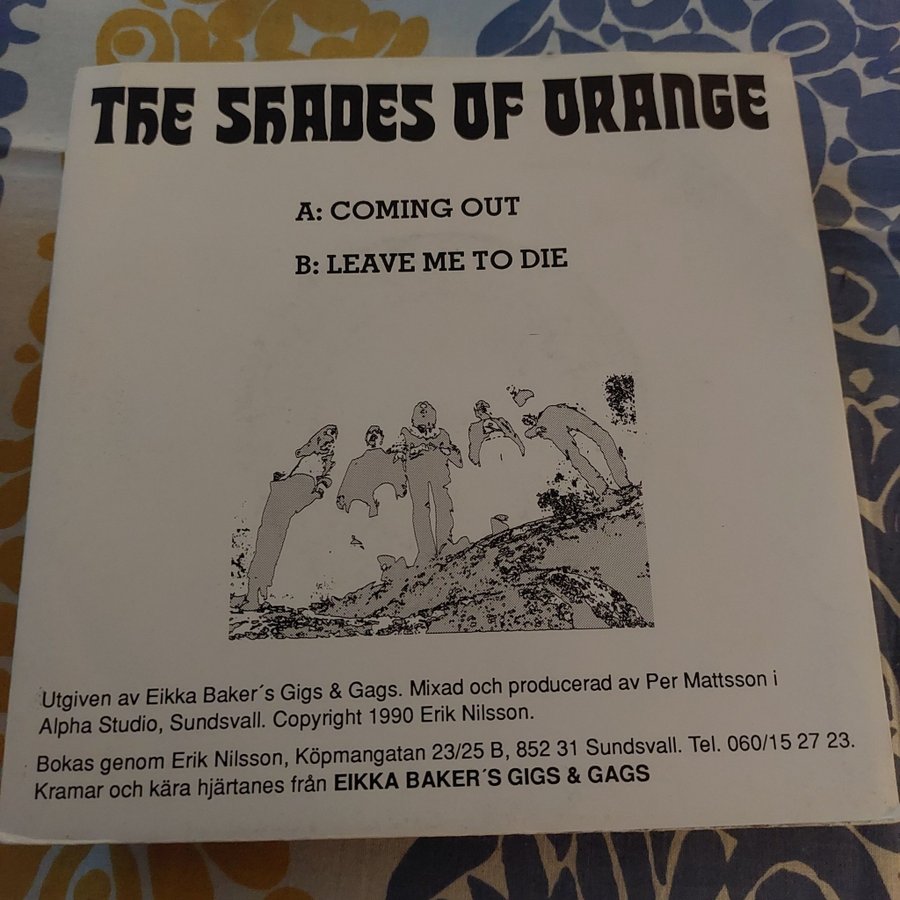 THE SHADES OF ORANGE
A: COMING OUT
B: LEAVE ME TO DIE
Utgiven av Eikka Baker´s Gigs & Gags. Mixad och producerad av Per Mattsson i
Alpha Studio, Sundsvall. Copyright 1990 Erik Nilsson.
Bokas genom Erik Nilsson, Köpmangatan 23/25 B, 852 31 Sundsvall. Tel. 060/15 27 23.
Kramar och kära hjärtanes från EIKKA BAKER´S GIGS & GAGS